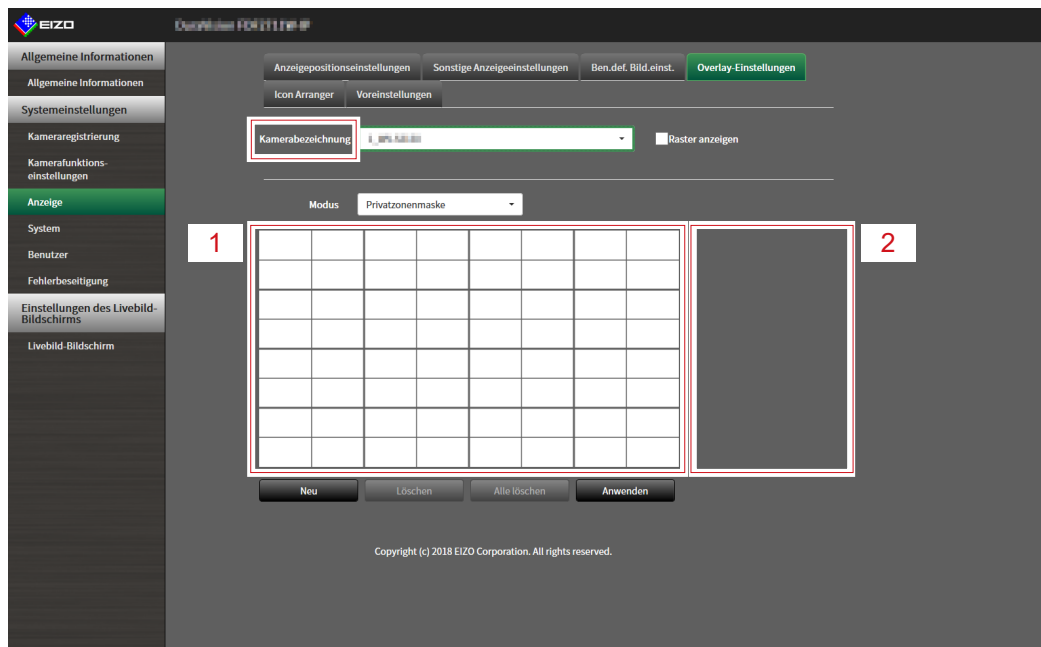 EIZO
Allgemeine Informationen
Allgemeine Informationen
Systemeinstellungen
Kameraregistrierung
Kamerafunktions-
einstellungen
Anzeige
System
Benutzer
Fehlerbeseitigung
Einstellungen des Livebild-
Bildschirms
Livebild-Bildschirm
Anzeigepositionseinstellungen Sonstige Anzeigeeinstellungen Ben.def. Bild.einst. Overlay-Einstellungen
Icon Arranger Voreinstellungen
Kamerabezeichnung Raster anzeigen
Modus Privatzonenmaske
1 2
Neu Löschen Alle löschen Anwenden
Copyright (c) 2018 EIZO Corporation. All rights reserved.